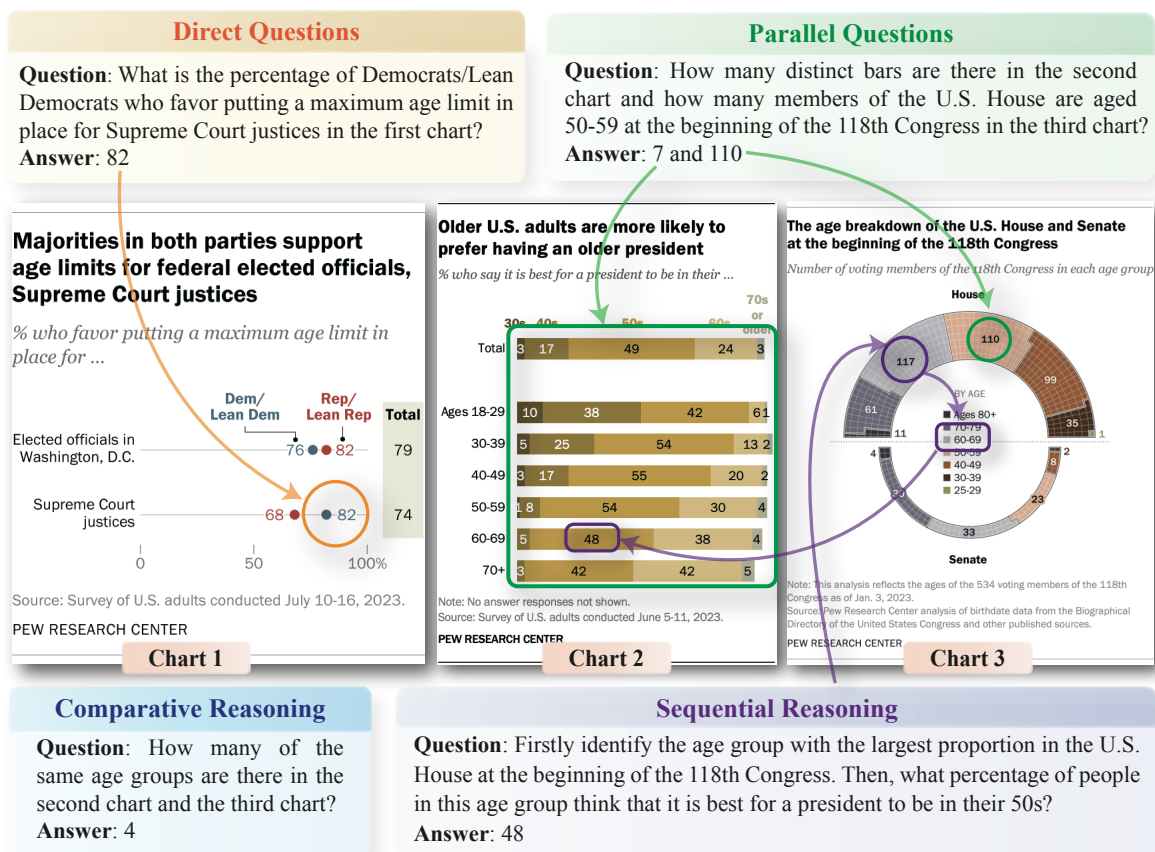 Direct Questions
Question: What is the percentage of Democrats/Lean
Democrats who favor putting a maximum age limit in
place for Supreme Court justices in the first chart?
Answer: 82
Parallel Questions
Question: How many distinct bars are there in the second
chart and how many members of the U.S. House are aged
50-59 at the beginning of the 118th Congress in the third chart?
Answer: 7 and 110
Majorities in both parties support
age limits for federal elected officials,
Supreme Court justices
% who favor putting a maximum age limit in
place for ...
Dem/
Lean Dem
Rep/
Lean Rep
Total
Elected officials in
Washington, D.C.
76
82
79
Supreme Court
justices
68
82
74
0
50
100%
Source: Survey of U.S. adults conducted July 10-16, 2023.
PEW RESEARCH CENTER
Chart 1
Older U.S. adults are more likely to
prefer having an older president
% who say it is best for a president to be in their ...
30s 40s 50s 60s 70s
or
older
Total 3 17 49 24 3
Ages 18-29 10 38 42 6 1
30-39 5 25 54 13 2
40-49 3 17 55 20 2
50-59 1 8 54 30 4
60-69 5 48 38 4
70+ 3 42 42 5
Note: No answer responses not shown.
Source: Survey of U.S. adults conducted June 5-11, 2023.
PEW RESEARCH CENTER
Chart 2
The age breakdown of the U.S. House and Senate
at the beginning of the 118th Congress
Number of voting members of the 118th Congress in each age group
House
117
110
61
99
11
35
1
BY AGE
Ages 80+
70-79
60-69
50-59
40-49
30-39
25-29
4
2
8
30
23
33
Senate
Note: This analysis reflects the ages of the 534 voting members of the 118th
Congress as of Jan. 3, 2023.
Source: Pew Research Center analysis of birthdate data from the Biographical
Directory of the United States Congress and other published sources.
PEW RESEARCH CENTER
Chart 3
Comparative Reasoning
Question: How many of the
same age groups are there in the
second chart and the third chart?
Answer: 4
Sequential Reasoning
Question: Firstly identify the age group with the largest proportion in the U.S.
House at the beginning of the 118th Congress. Then, what percentage of people
in this age group think that it is best for a president to be in their 50s?
Answer: 48